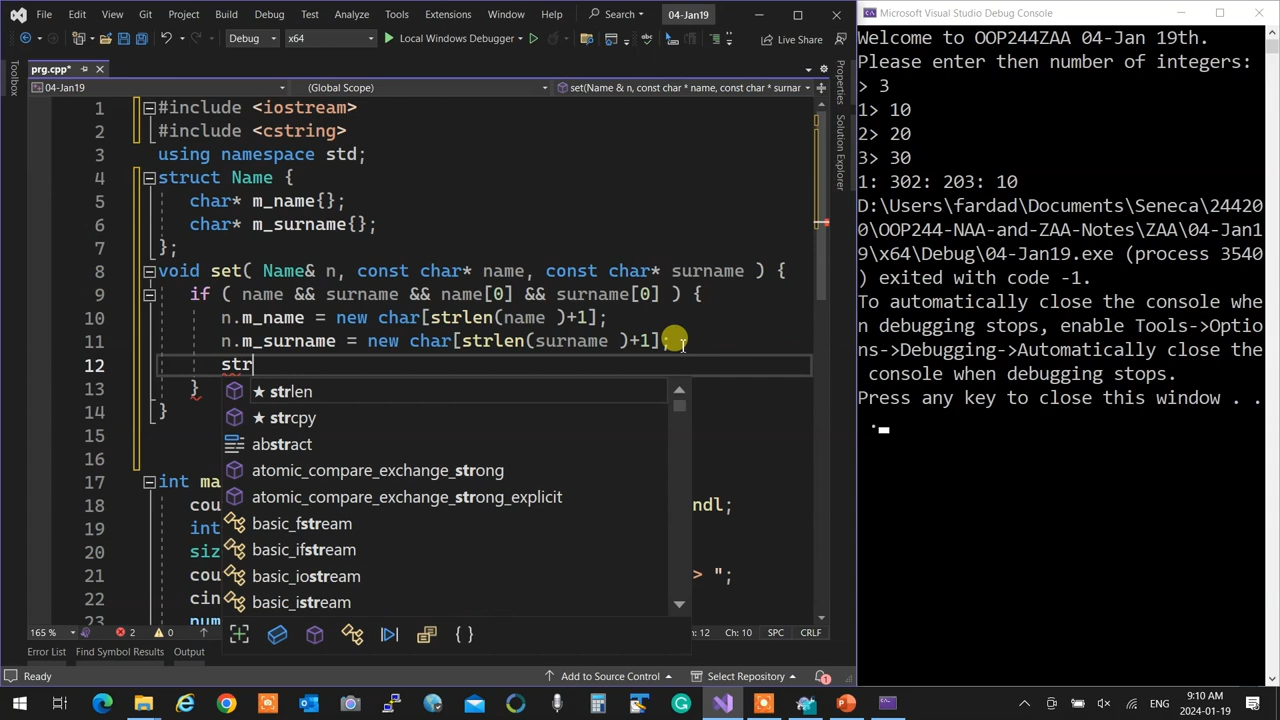 File Edit View Git Project Build Debug Test Analyze Tools Extensions Window Help Search 04-Jan19
Debug x64 Local Windows Debugger Live Share
prg.cpp*
04-Jan19 (Global Scope) set(Name & n, const char * name, const char * surnar
Toolbox
Solution Explorer
1 #include <iostream>
2 #include <cstring>
3 using namespace std;
4 struct Name {
5 char* m_name{};
6 char* m_surname{};
7 };
8 void set( Name& n, const char* name, const char* surname ) {
9 if ( name && surname && name[0] && surname[0] ) {
10 n.m_name = new char[strlen(name )+1];
11 n.m_surname = new char[strlen(surname )+1];
12 str
13 }
14 }
15
16
17 int ma
18 cou ndl;
19 int
20 siz
21 cou > ";
22 cin
23 num
★ strlen
★ strcpy
abstract
atomic_compare_exchange_strong
atomic_compare_exchange_strong_explicit
basic_fstream
basic_ifstream
basic_iostream
basic_istream
165 % 2 0 Ln: 12 Ch: 10 SPC CRLF
Error List Find Symbol Results Output
Ready Add to Source Control Select Repository 1
Microsoft Visual Studio Debug Console
Welcome to OOP244ZAA 04-Jan 19th.
Please enter then number of integers:
> 3
1> 10
2> 20
3> 30
1: 302: 203: 10
D:\Users\fardad\Documents\Seneca\24420
0\OOP244-NAA-and-ZAA-Notes\ZAA\04-Jan1
9\x64\Debug\04-Jan19.exe (process 3540
) exited with code -1.
To automatically close the console whe
n debugging stops, enable Tools->Optio
ns->Debugging->Automatically close the
console when debugging stops.
Press any key to close this window . .
.
ENG 9:10 AM
2024-01-19